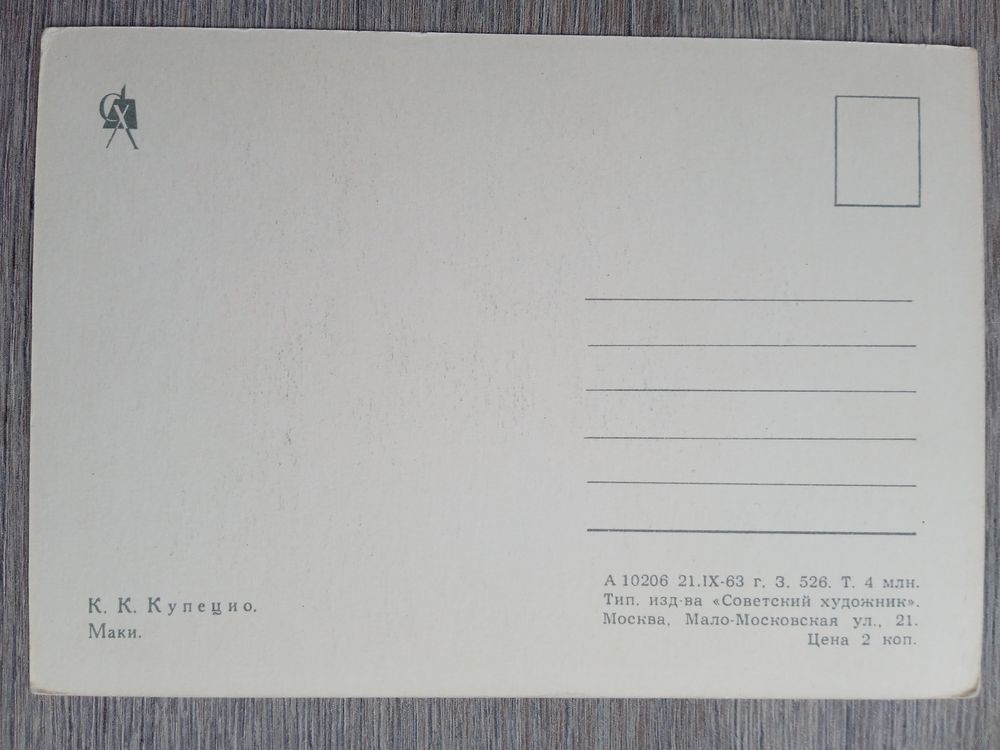 СХ
К. К. Купецио.
Маки.
А 10206 21.IX-63 г. З. 526. Т. 4 млн.
Тип. изд-ва «Советский художник».
Москва, Мало-Московская ул., 21.
Цена 2 коп.